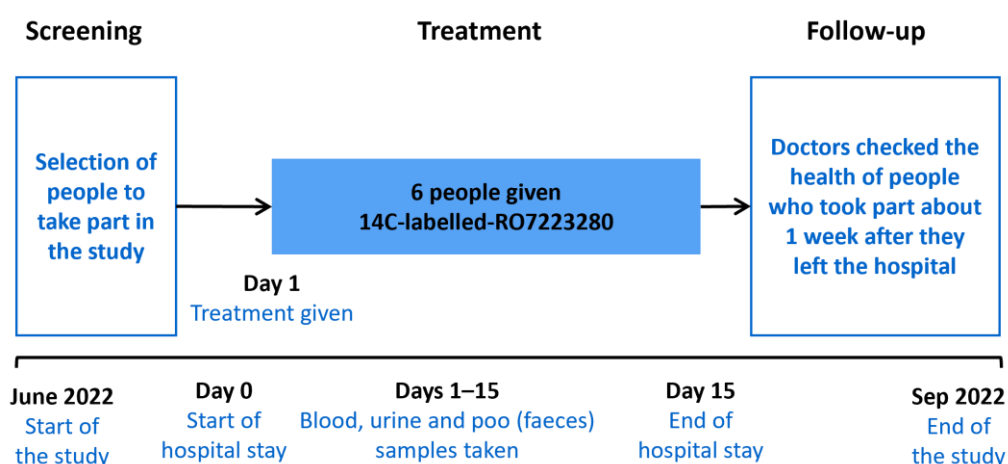 Screening
Treatment
Follow-up
Selection of
people to
take part in
the study
6 people given
14C-labelled-RO7223280
Doctors checked the
health of people
who took part about
1 week after they
left the hospital
Day 1
Treatment given
June 2022
Start of
the study
Day 0
Start of
hospital stay
Days 1–15
Blood, urine and poo (faeces)
samples taken
Day 15
End of
hospital stay
Sep 2022
End of
the study